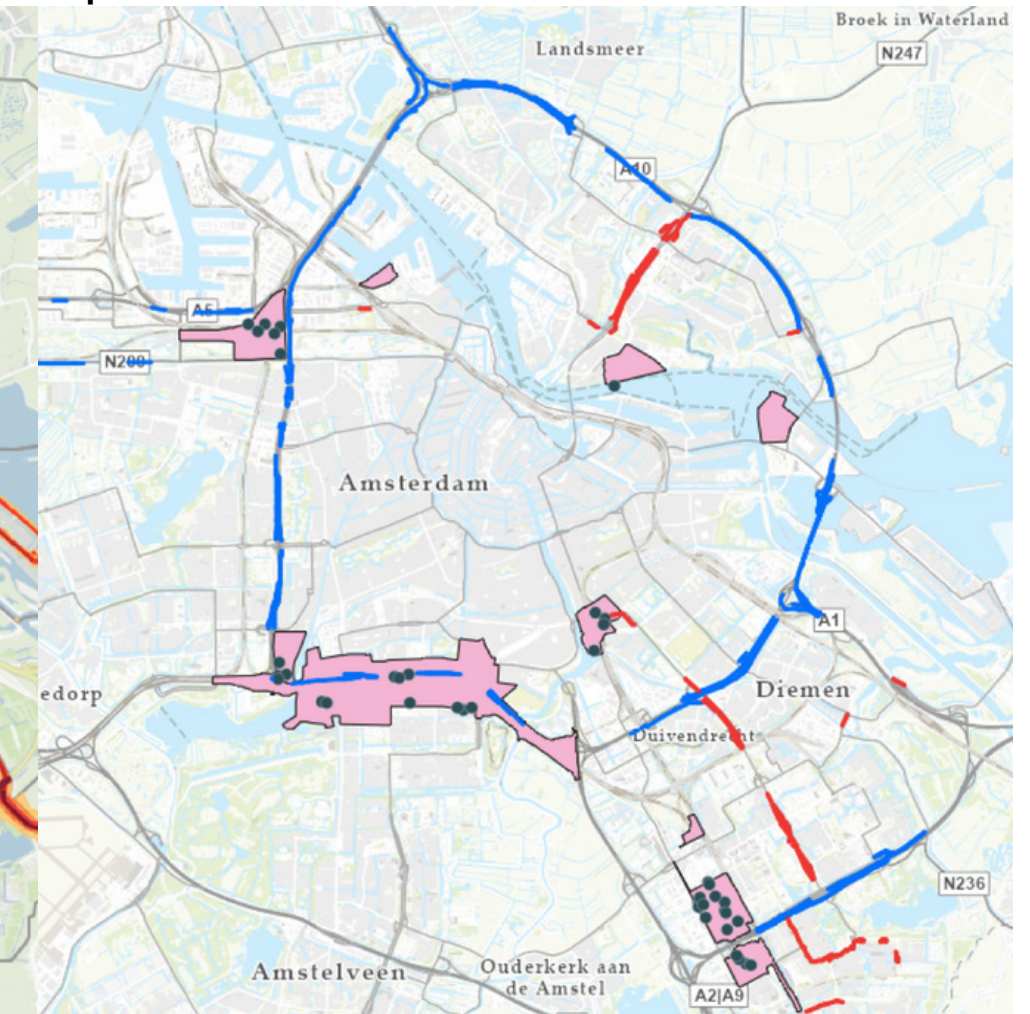 Broek in Waterland
Landsmeer
N247
A10
A5
N200
Amsterdam
A1
edorp
Diemen
Duivendrecht
N236
Amstelveen
Ouderkerk aan
de Amstel
A2|A9